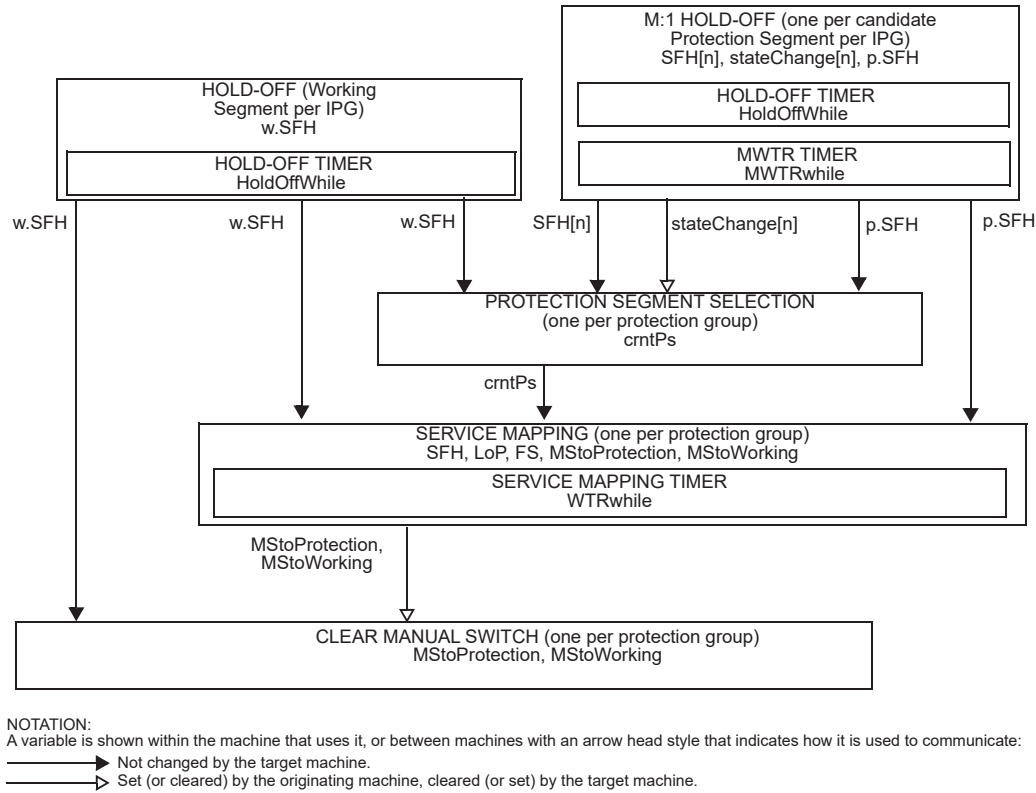 M:1 HOLD-OFF (one per candidate
Protection Segment per IPG)
SFH[n], stateChange[n], p.SFH
HOLD-OFF TIMER
HoldOffWhile
MWTR TIMER
MWTRwhile
HOLD-OFF (Working
Segment per IPG)
w.SFH
HOLD-OFF TIMER
HoldOffWhile
w.SFH
w.SFH
w.SFH
SFH[n]
stateChange[n]
p.SFH
p.SFH
PROTECTION SEGMENT SELECTION
(one per protection group)
crntPs
crntPs
SERVICE MAPPING (one per protection group)
SFH, LoP, FS, MStoProtection, MStoWorking
SERVICE MAPPING TIMER
WTRwhile
MStoProtection,
MStoWorking
CLEAR MANUAL SWITCH (one per protection group)
MStoProtection, MStoWorking
NOTATION:
A variable is shown within the machine that uses it, or between machines with an arrow head style that indicates how it is used to communicate:
Not changed by the target machine.
Set (or cleared) by the originating machine, cleared (or set) by the target machine.